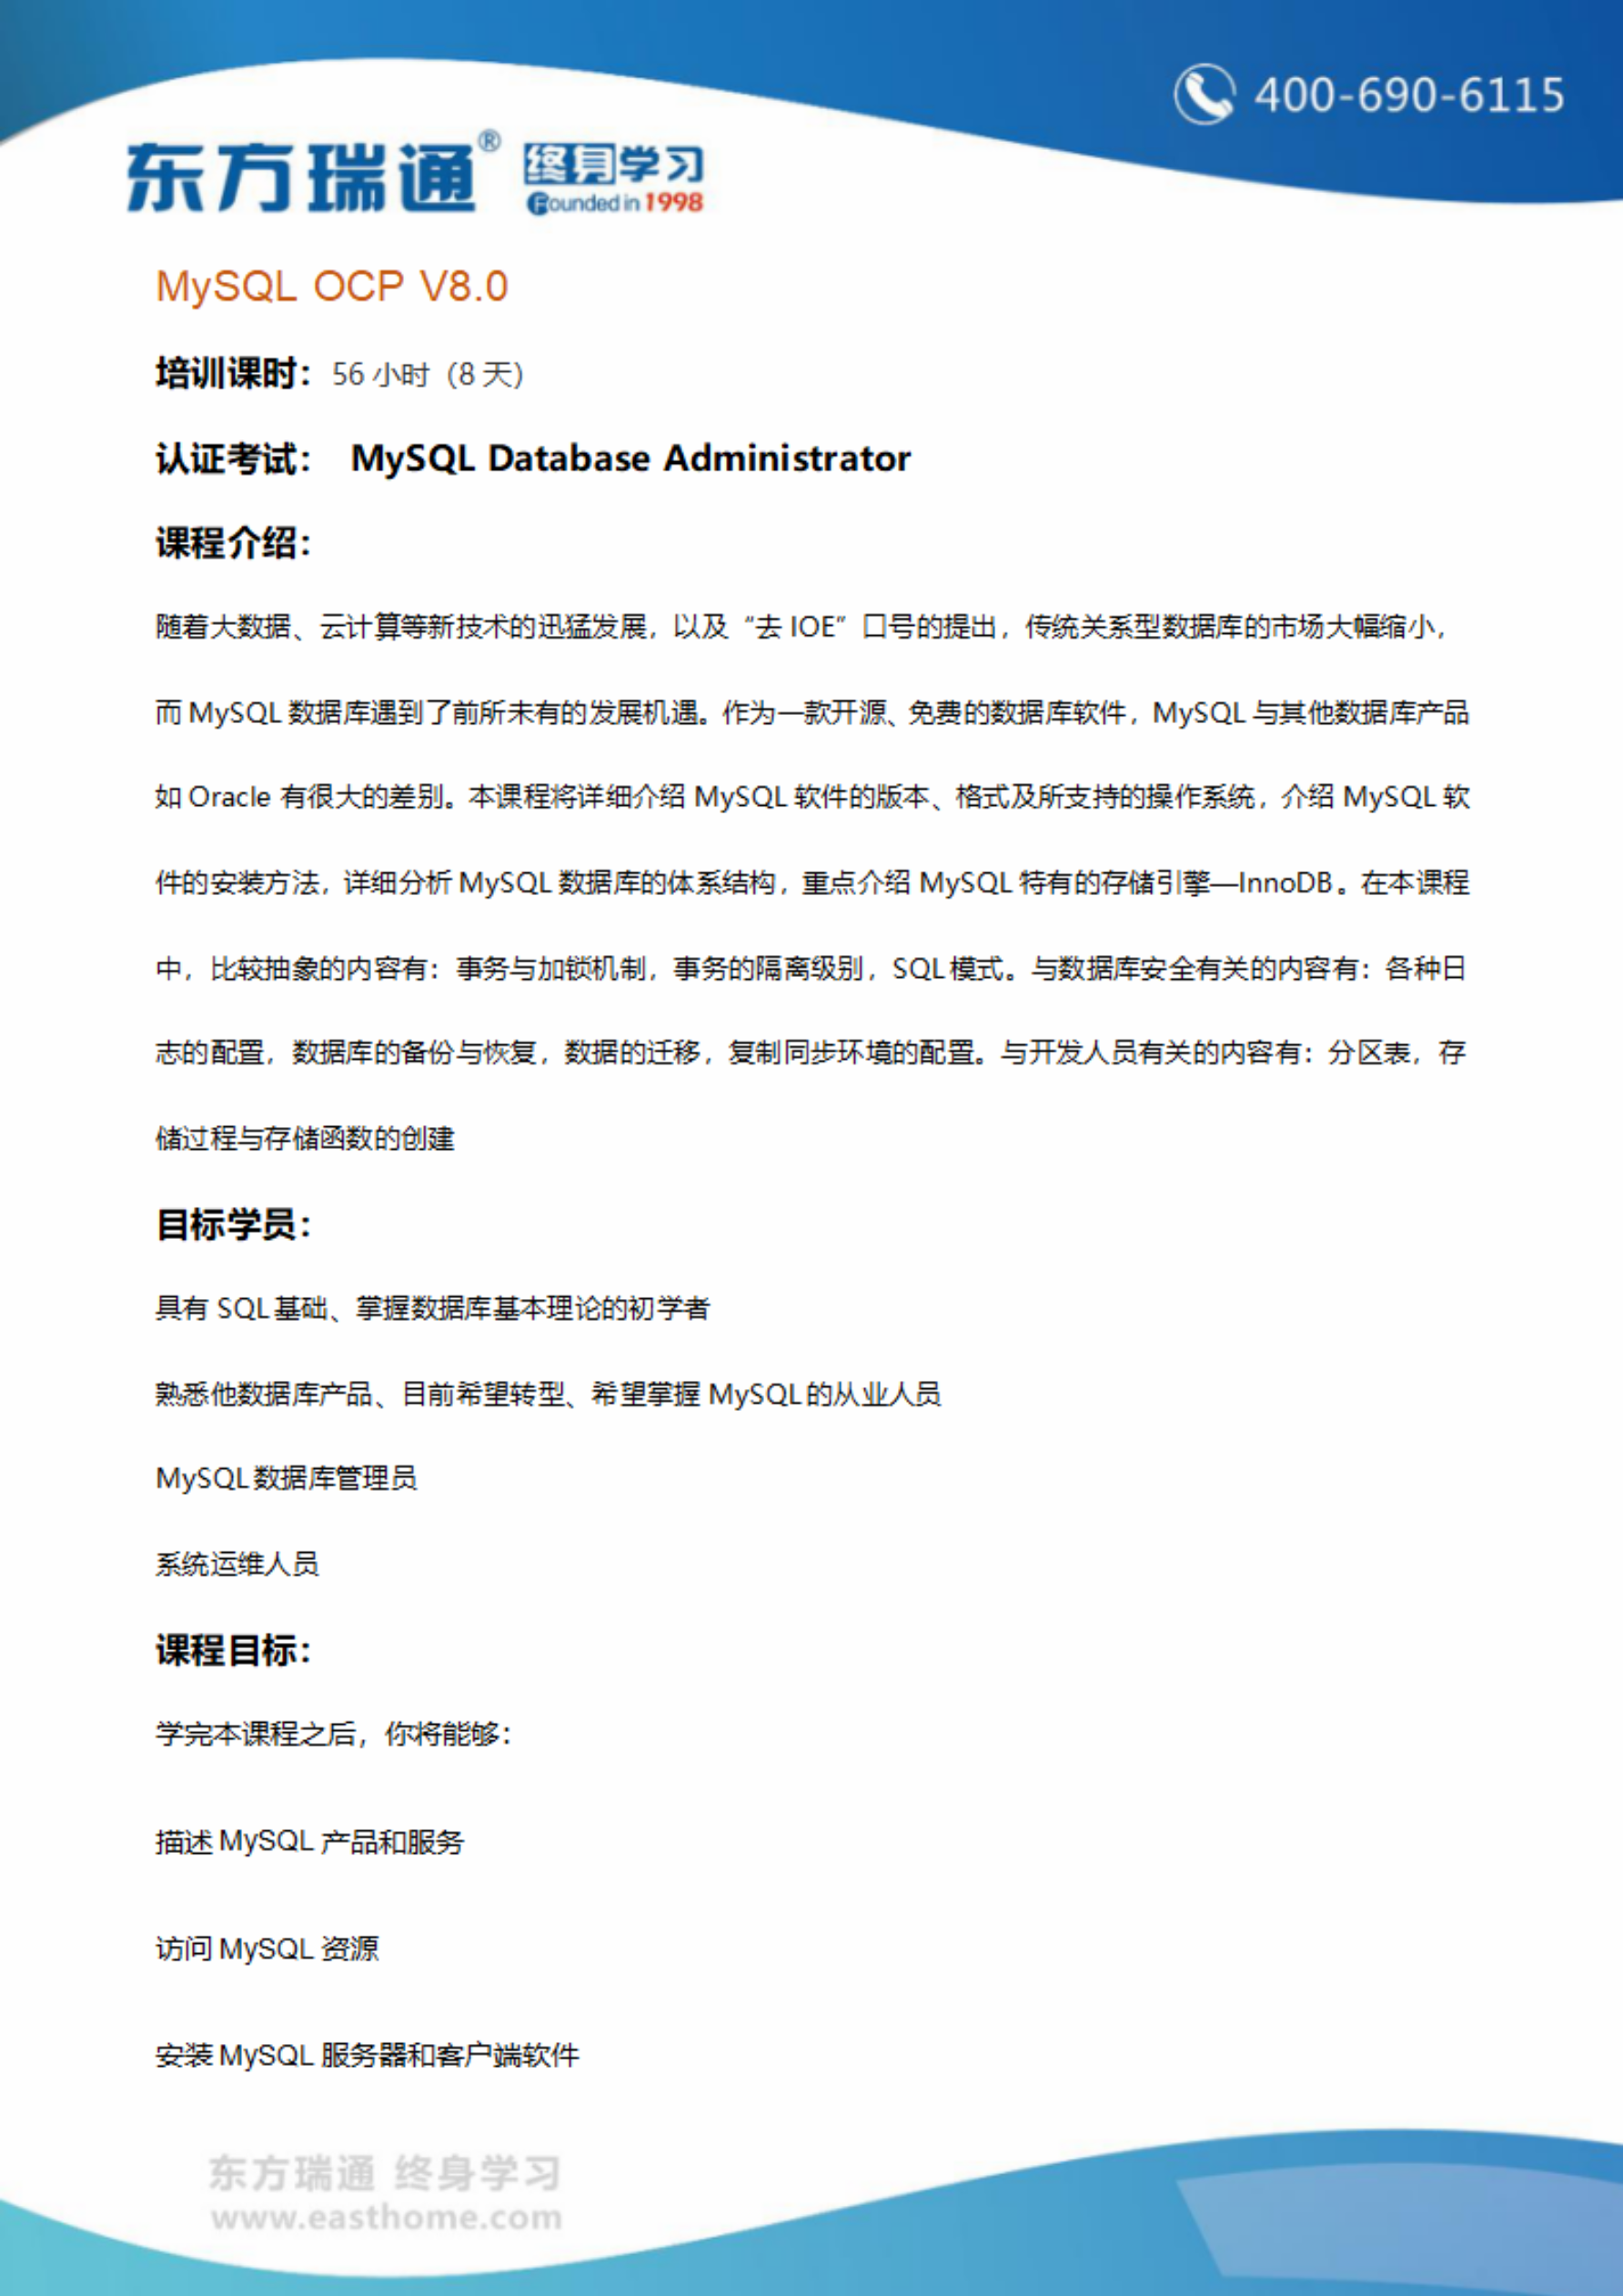 400-690-6115
东方瑞通® 终身学习
Founded in 1998
MySQL OCP V8.0
培训课时：56 小时（8 天）
认证考试： MySQL Database Administrator
课程介绍：
随着大数据、云计算等新技术的迅猛发展，以及“去 IOE”口号的提出，传统关系型数据库的市场大幅缩小，
而 MySQL 数据库遇到了前所未有的发展机遇。作为一款开源、免费的数据库软件，MySQL 与其他数据库产品
如 Oracle 有很大的差别。本课程将详细介绍 MySQL 软件的版本、格式及所支持的操作系统，介绍 MySQL 软
件的安装方法，详细分析 MySQL 数据库的体系结构，重点介绍 MySQL 特有的存储引擎—InnoDB。在本课程
中，比较抽象的内容有：事务与加锁机制，事务的隔离级别，SQL 模式。与数据库安全有关的内容有：各种日
志的配置，数据库的备份与恢复，数据的迁移，复制同步环境的配置。与开发人员有关的内容有：分区表，存
储过程与存储函数的创建
目标学员：
具有 SQL 基础、掌握数据库基本理论的初学者
熟悉他数据库产品、目前希望转型、希望掌握 MySQL 的从业人员
MySQL 数据库管理员
系统运维人员
课程目标：
学完本课程之后，你将能够：
描述 MySQL 产品和服务
访问 MySQL 资源
安装 MySQL 服务器和客户端软件
东方瑞通 终身学习
www.easthome.com